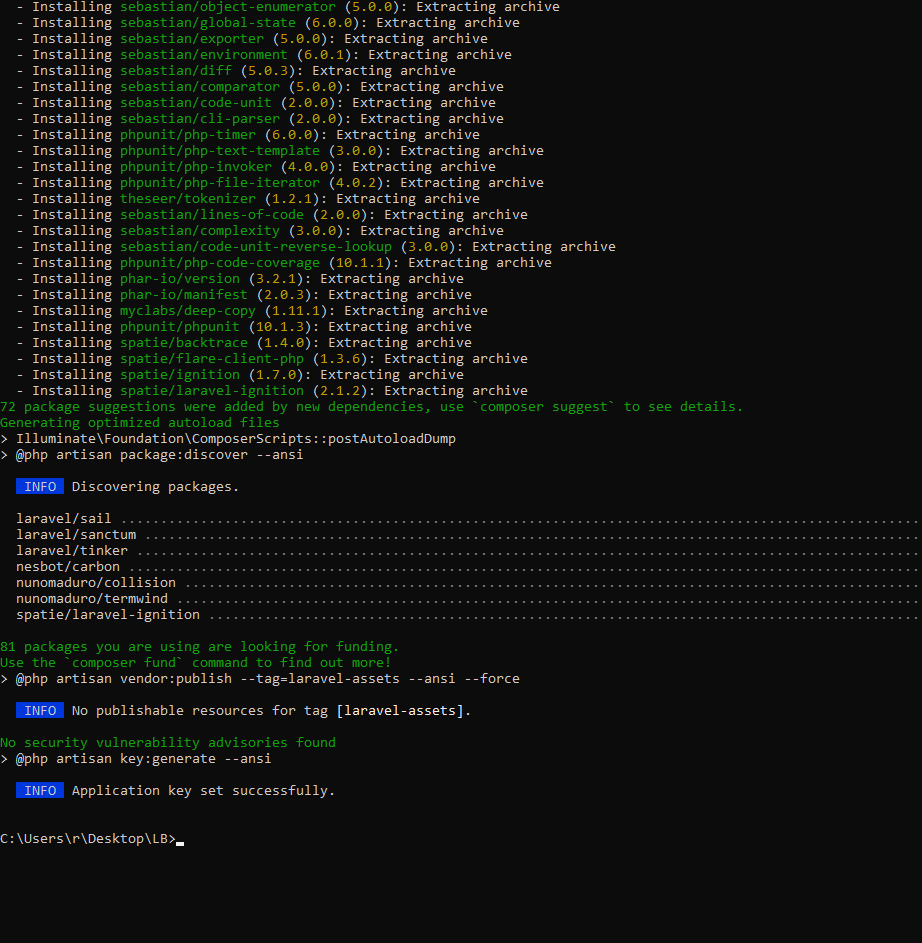 - Installing sebastian/object-enumerator (5.0.0): Extracting archive
- Installing sebastian/global-state (6.0.0): Extracting archive
- Installing sebastian/exporter (5.0.0): Extracting archive
- Installing sebastian/environment (6.0.1): Extracting archive
- Installing sebastian/diff (5.0.3): Extracting archive
- Installing sebastian/comparator (5.0.0): Extracting archive
- Installing sebastian/code-unit (2.0.0): Extracting archive
- Installing sebastian/cli-parser (2.0.0): Extracting archive
- Installing phpunit/php-timer (6.0.0): Extracting archive
- Installing phpunit/php-text-template (3.0.0): Extracting archive
- Installing phpunit/php-invoker (4.0.0): Extracting archive
- Installing phpunit/php-file-iterator (4.0.2): Extracting archive
- Installing theseer/tokenizer (1.2.1): Extracting archive
- Installing sebastian/lines-of-code (2.0.0): Extracting archive
- Installing sebastian/complexity (3.0.0): Extracting archive
- Installing sebastian/code-unit-reverse-lookup (3.0.0): Extracting archive
- Installing phpunit/php-code-coverage (10.1.1): Extracting archive
- Installing phar-io/version (3.2.1): Extracting archive
- Installing phar-io/manifest (2.0.3): Extracting archive
- Installing myclabs/deep-copy (1.11.1): Extracting archive
- Installing phpunit/phpunit (10.1.3): Extracting archive
- Installing spatie/backtrace (1.4.0): Extracting archive
- Installing spatie/flare-client-php (1.3.6): Extracting archive
- Installing spatie/ignition (1.7.0): Extracting archive
- Installing spatie/laravel-ignition (2.1.2): Extracting archive
72 package suggestions were added by new dependencies, use `composer suggest` to see details.
Generating optimized autoload files
> Illuminate\Foundation\ComposerScripts::postAutoloadDump
> @php artisan package:discover --ansi
INFO Discovering packages.
laravel/sail ..................................................................................................
laravel/sanctum ...............................................................................................
laravel/tinker ................................................................................................
nesbot/carbon .................................................................................................
nunomaduro/collision ..........................................................................................
nunomaduro/termwind ...........................................................................................
spatie/laravel-ignition .......................................................................................
81 packages you are using are looking for funding.
Use the `composer fund` command to find out more!
> @php artisan vendor:publish --tag=laravel-assets --ansi --force
INFO No publishable resources for tag [laravel-assets].
No security vulnerability advisories found
> @php artisan key:generate --ansi
INFO Application key set successfully.
C:\Users\r\Desktop\LB>